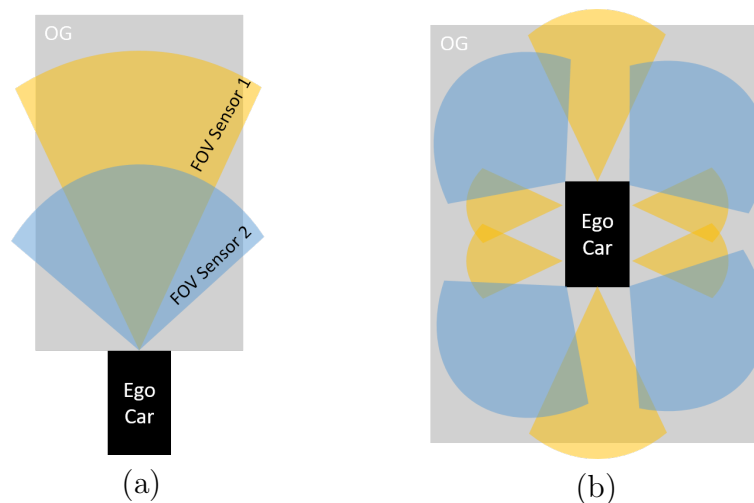 OG
FOV Sensor 1
FOV Sensor 2
Ego
Car
(a)
OG
Ego
Car
(b)